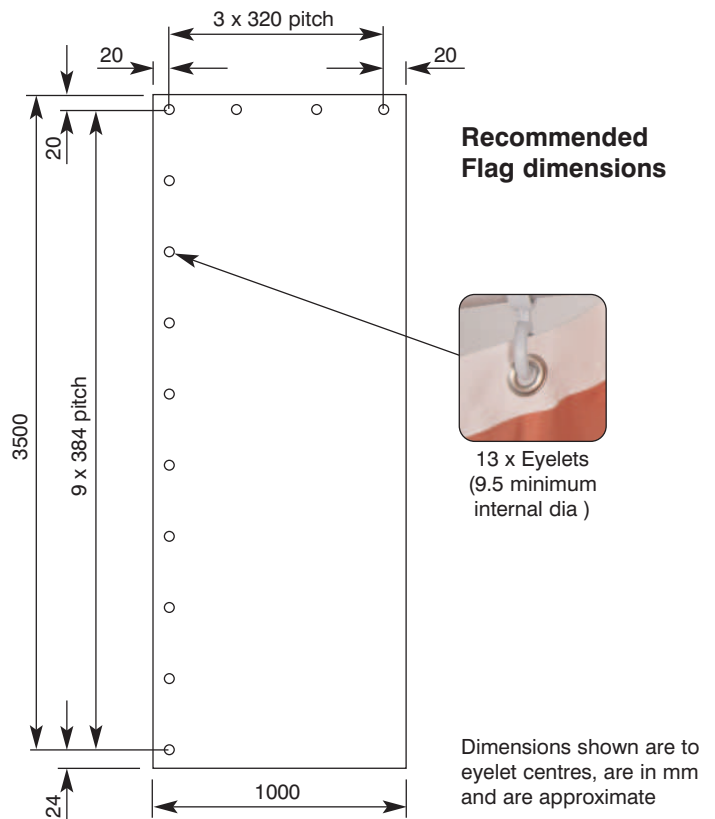 3 x 320 pitch
20
20
20
Recommended
Flag dimensions
3500
9 x 384 pitch
13 x Eyelets
(9.5 minimum
internal dia )
24
1000
Dimensions shown are to
eyelet centres, are in mm
and are approximate